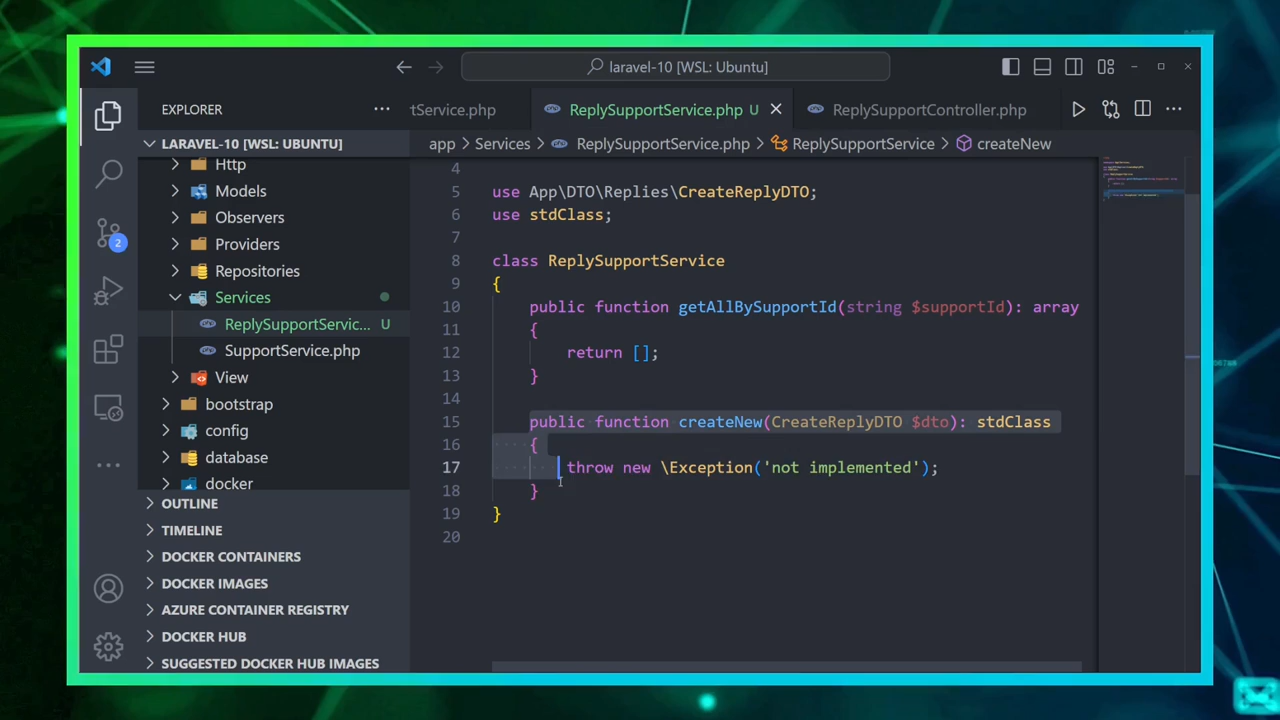 laravel-10 [WSL: Ubuntu]
EXPLORER
tService.php
ReplySupportService.php U
ReplySupportController.php
LARAVEL-10 [WSL: UBUNTU]
app > Services > ReplySupportService.php > ReplySupportService > createNew
Http
Models
Observers
Providers
Repositories
Services
ReplySupportServic... U
SupportService.php
View
bootstrap
config
database
docker
OUTLINE
TIMELINE
DOCKER CONTAINERS
DOCKER IMAGES
AZURE CONTAINER REGISTRY
DOCKER HUB
SUGGESTED DOCKER HUB IMAGES
2
4
5 use App\DTO\Replies\CreateReplyDTO;
6 use stdClass;
7
8 class ReplySupportService
9 {
10 public function getAllBySupportId(string $supportId): array
11 {
12 return [];
13 }
14
15 public function createNew(CreateReplyDTO $dto): stdClass
16 {
17 throw new \Exception('not implemented');
18 }
19 }
20